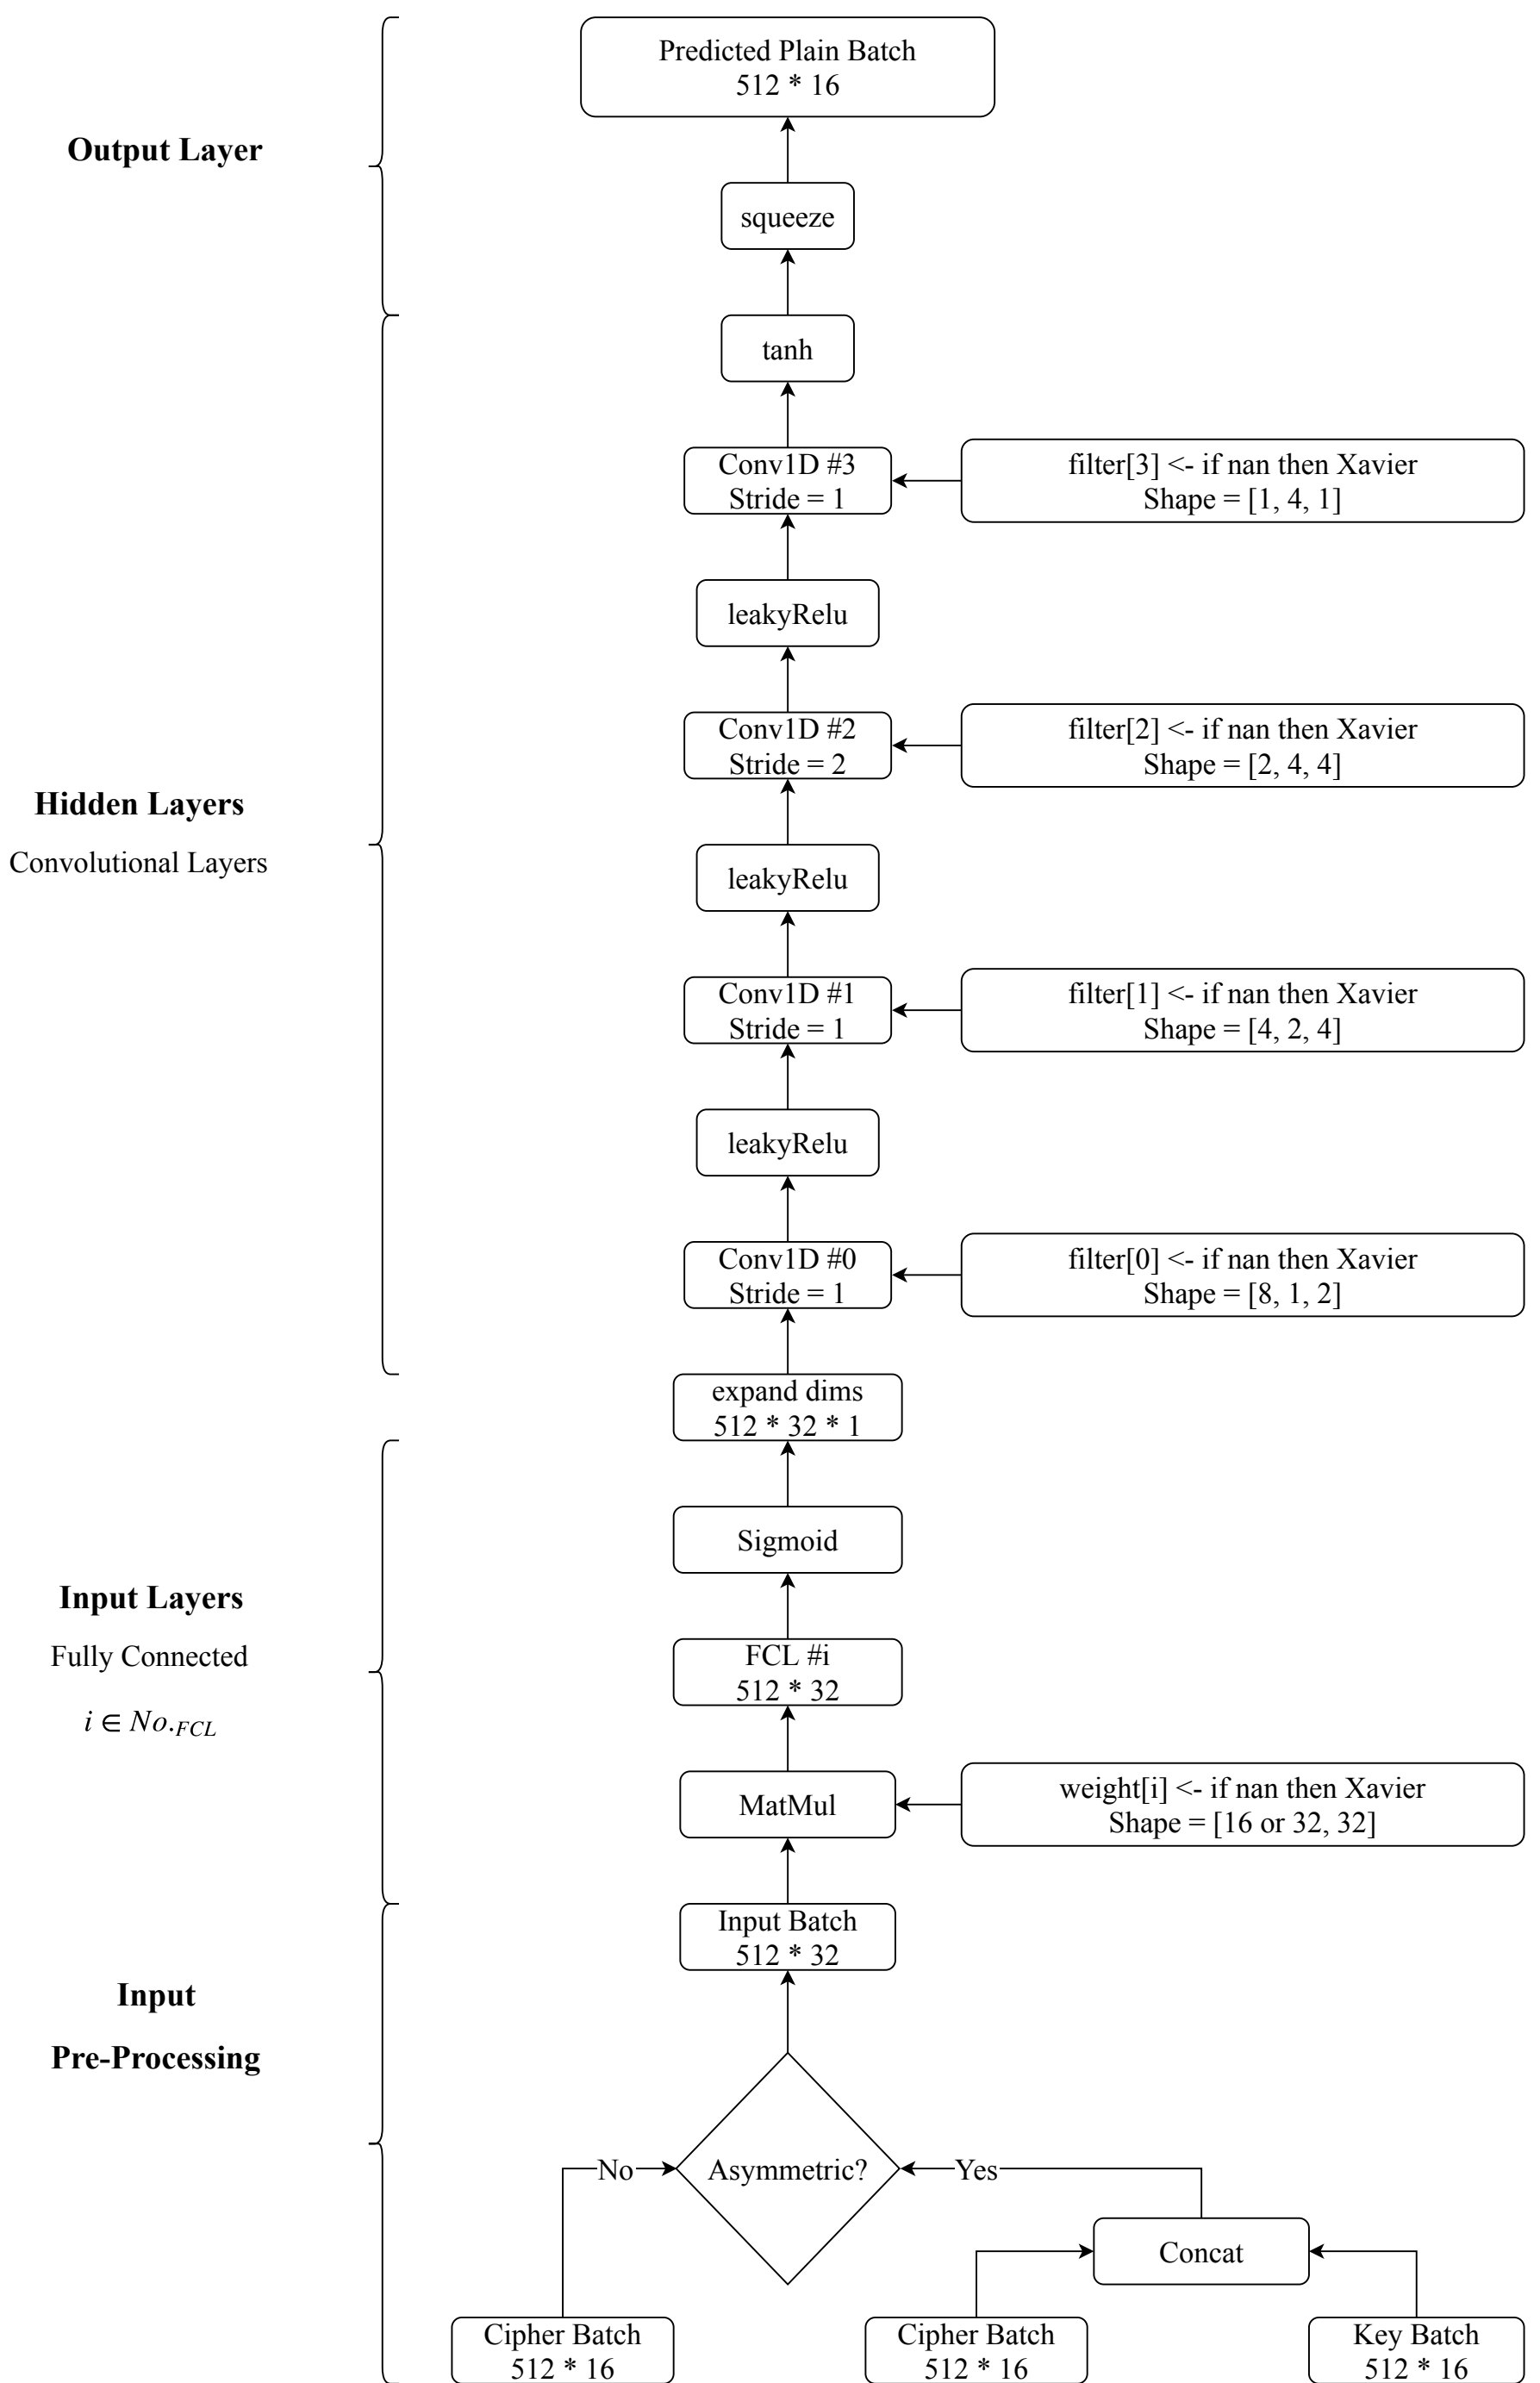 Predicted Plain Batch
512 * 16
Output Layer
squeeze
tanh
Conv1D #3
Stride = 1
filter[3] <- if nan then Xavier
Shape = [1, 4, 1]
leakyRelu
Conv1D #2
Stride = 2
filter[2] <- if nan then Xavier
Shape = [2, 4, 4]
Hidden Layers
Convolutional Layers
leakyRelu
Conv1D #1
Stride = 1
filter[1] <- if nan then Xavier
Shape = [4, 2, 4]
leakyRelu
Conv1D #0
Stride = 1
filter[0] <- if nan then Xavier
Shape = [8, 1, 2]
expand dims
512 * 32 * 1
Sigmoid
Input Layers
Fully Connected
i ∈ No.FCL
FCL #i
512 * 32
MatMul
weight[i] <- if nan then Xavier
Shape = [16 or 32, 32]
Input Batch
512 * 32
Input
Pre-Processing
No
Asymmetric?
Yes
Concat
Cipher Batch
512 * 16
Cipher Batch
512 * 16
Key Batch
512 * 16